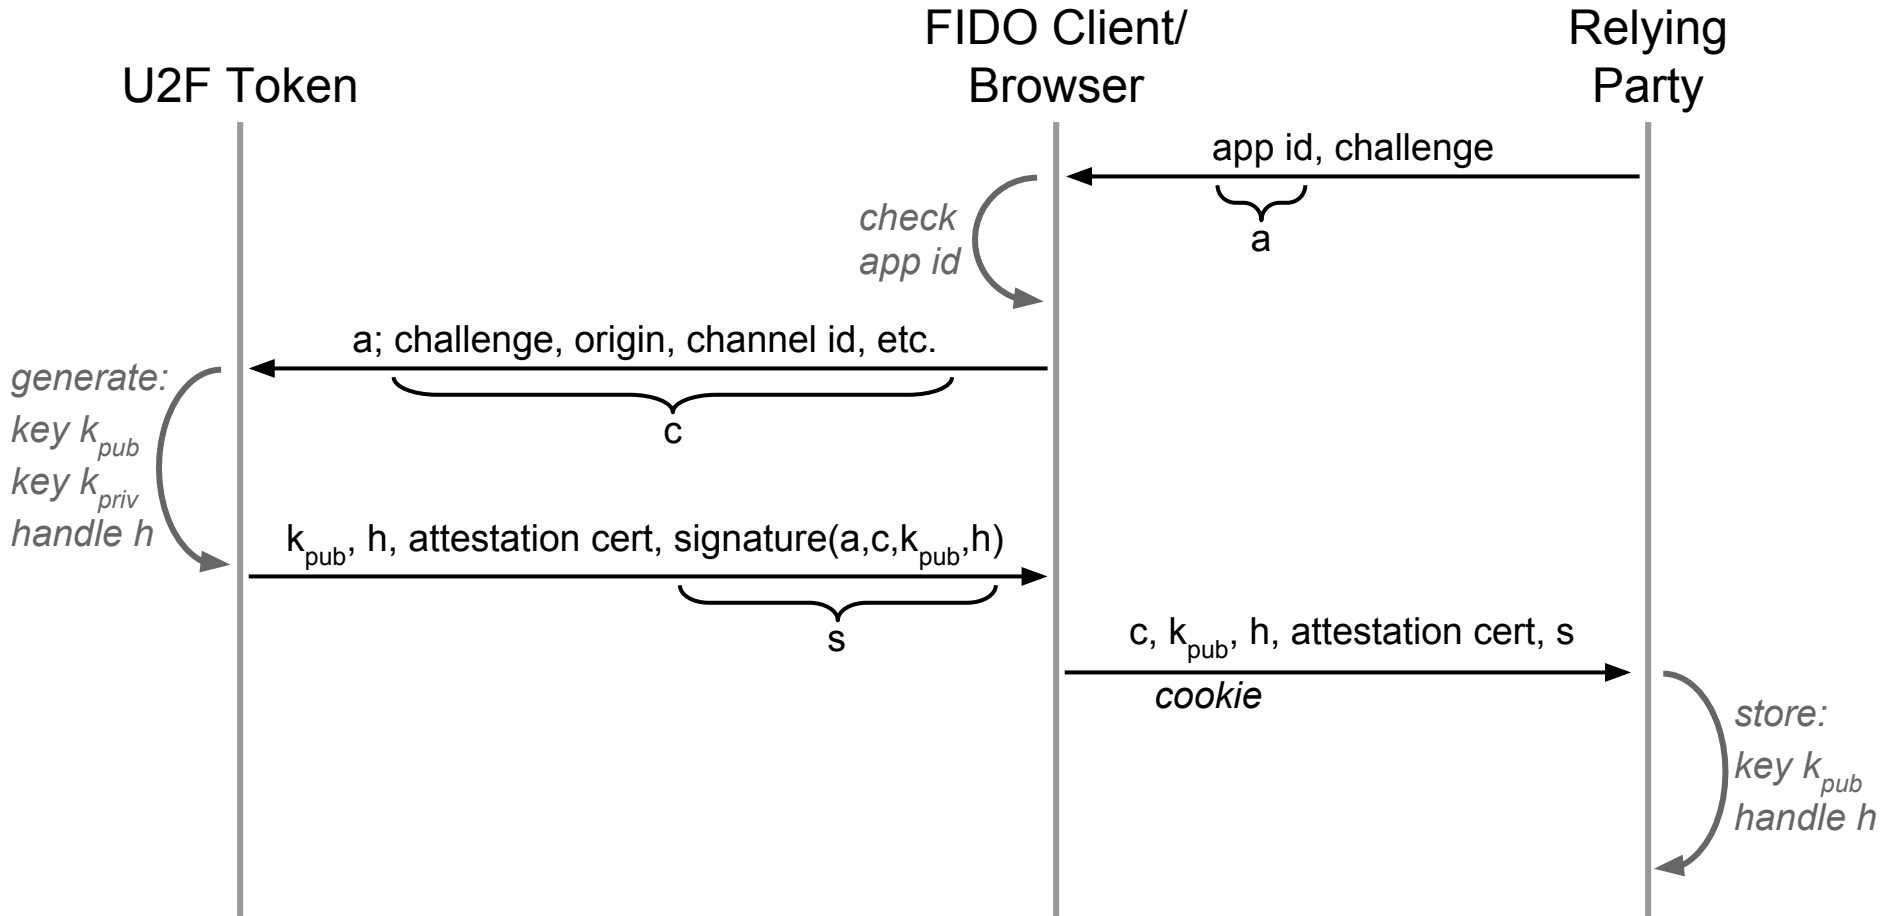 U2F Token
FIDO Client/
Browser
Relying
Party
app id, challenge
a
check
app id
a; challenge, origin, channel id, etc.
c
generate:
key k_pub
key k_priv
handle h
k_pub, h, attestation cert, signature(a,c,k_pub,h)
s
c, k_pub, h, attestation cert, s
cookie
store:
key k_pub
handle h